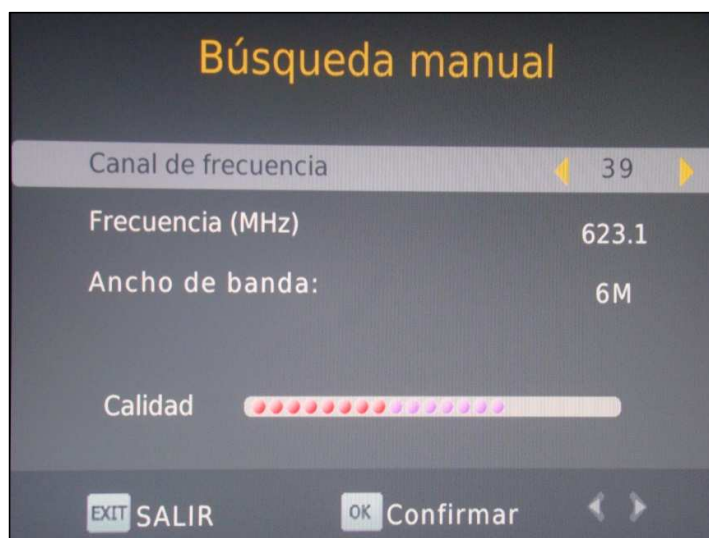 Búsqueda manual
Canal de frecuencia 39
Frecuencia (MHz) 623.1
Ancho de banda: 6M
Calidad
EXIT SALIR OK Confirmar